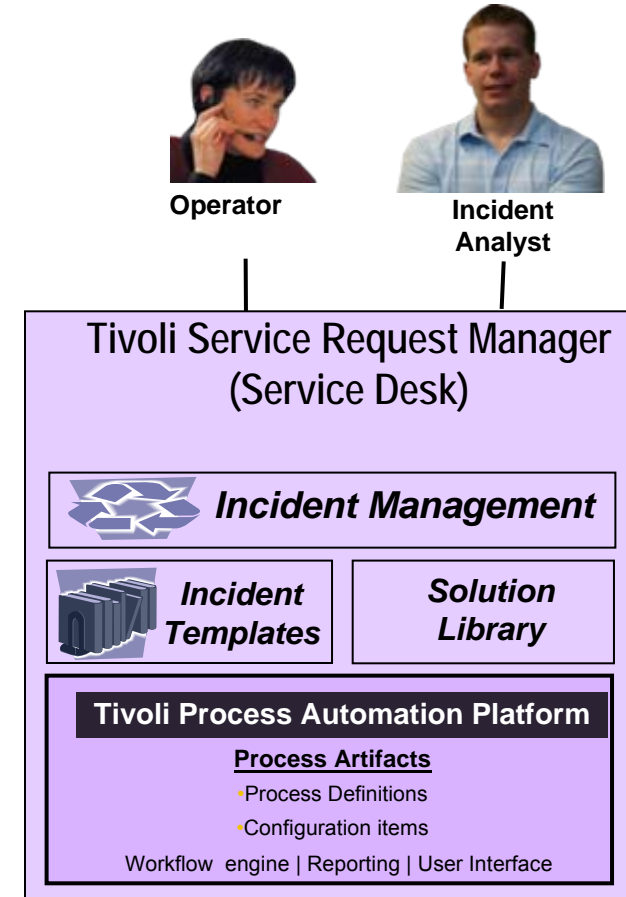 Operator
Incident
Analyst
Tivoli Service Request Manager
(Service Desk)
Incident Management
Incident
Templates
Solution
Library
Tivoli Process Automation Platform
Process Artifacts
•Process Definitions
•Configuration items
Workflow engine | Reporting | User Interface